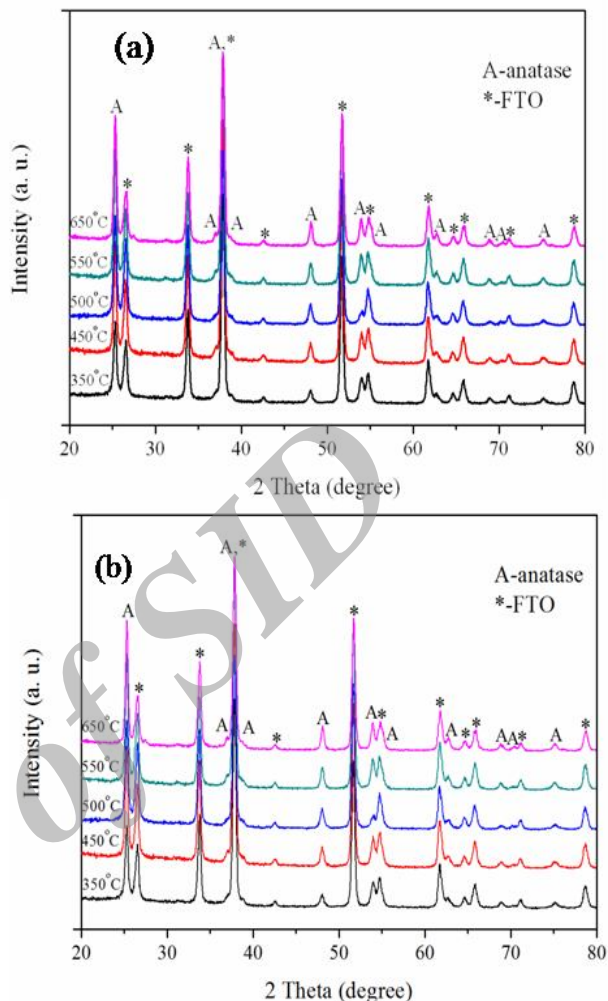 (a)
A,*
A-anatase
*-FTO
A
*
*
*
A
A
*
A
A
*
A
*
A
*
*
A
A
*
A
*
650°C
550°C
500°C
450°C
350°C
Intensity (a. u.)
20 30 40 50 60 70 80
2 Theta (degree)
(b)
A,*
A-anatase
*-FTO
A
*
*
*
A
A
*
A
A
*
A
*
A
*
*
A
A
*
A
*
650°C
550°C
500°C
450°C
350°C
Intensity (a. u.)
20 30 40 50 60 70 80
2 Theta (degree)
of SID